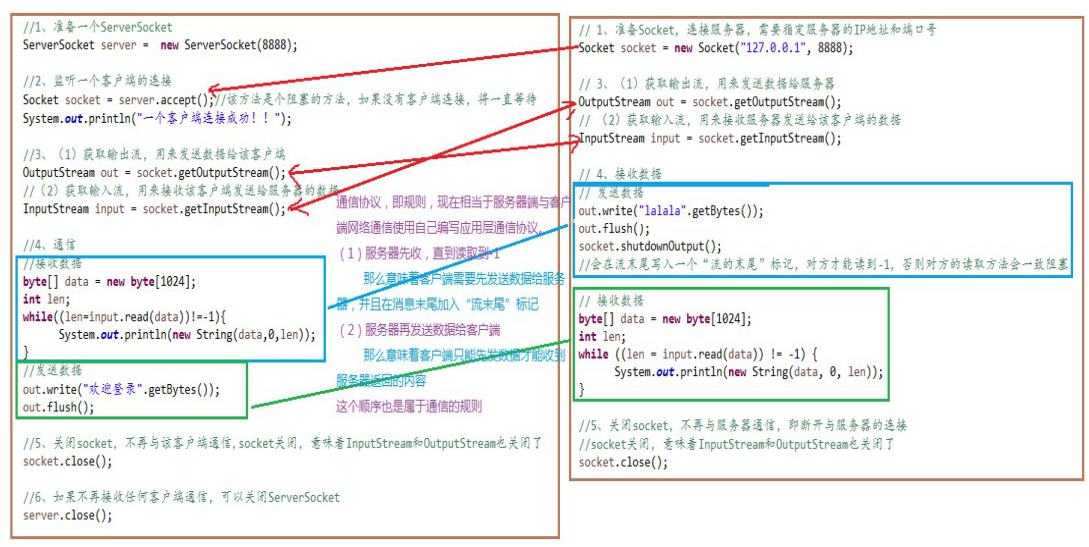 //1、准备一个ServerSocket
ServerSocket server =  new ServerSocket(8888);
//2、监听一个客户端的连接
Socket socket = server.accept();//该方法是个阻塞的方法，如果没有客户端连接，将一直等待
System.out.println("一个客户端连接成功！！");
//3、（1）获取输出流，用来发送数据给该客户端
OutputStream out = socket.getOutputStream();
//（2）获取输入流，用来接收该客户端发送给服务器的数据
InputStream input = socket.getInputStream();
//4、通信
//接收数据
byte[] data = new byte[1024];
int len;
while((len=input.read(data))!=-1){
System.out.println(new String(data,0,len));
}
//发送数据
out.write("欢迎登录".getBytes());
out.flush();
//5、关闭socket，不再与该客户端通信,socket关闭，意味着InputStream和OutputStream也关闭了
socket.close();
//6、如果不再接收任何客户端通信，可以关闭ServerSocket
server.close();
通信协议，即规则，现在相当于服务器端与客户
端网络通信使用自己编写应用层通信协议。
（1）服务器先收，直到读取到-1
那么意味着客户端需要先发送数据给服务
器，并且在消息末尾加入“流末尾”标记
（2）服务器再发送数据给客户端
那么意味着客户端只能先发数据才能收到
服务器返回的内容
这个顺序也是属于通信的规则
// 1、准备Socket，连接服务器，需要指定服务器的IP地址和端口号
Socket socket = new Socket("127.0.0.1", 8888);
// 3、（1）获取输出流，用来发送数据给服务器
OutputStream out = socket.getOutputStream();
// （2）获取输入流，用来接收服务器发送给该客户端的数据
InputStream input = socket.getInputStream();
// 4、接收数据
// 发送数据
out.write("lalala".getBytes());
out.flush();
socket.shutdownOutput();
//会在流末尾写入一个“流的末尾”标记，对方才能读到-1，否则对方的读取方法会一致阻塞
// 接收数据
byte[] data = new byte[1024];
int len;
while ((len = input.read(data)) != -1) {
System.out.println(new String(data, 0, len));
}
//5、关闭socket，不再与服务器通信，即断开与服务器的连接
//socket关闭，意味着InputStream和OutputStream也关闭了
socket.close();